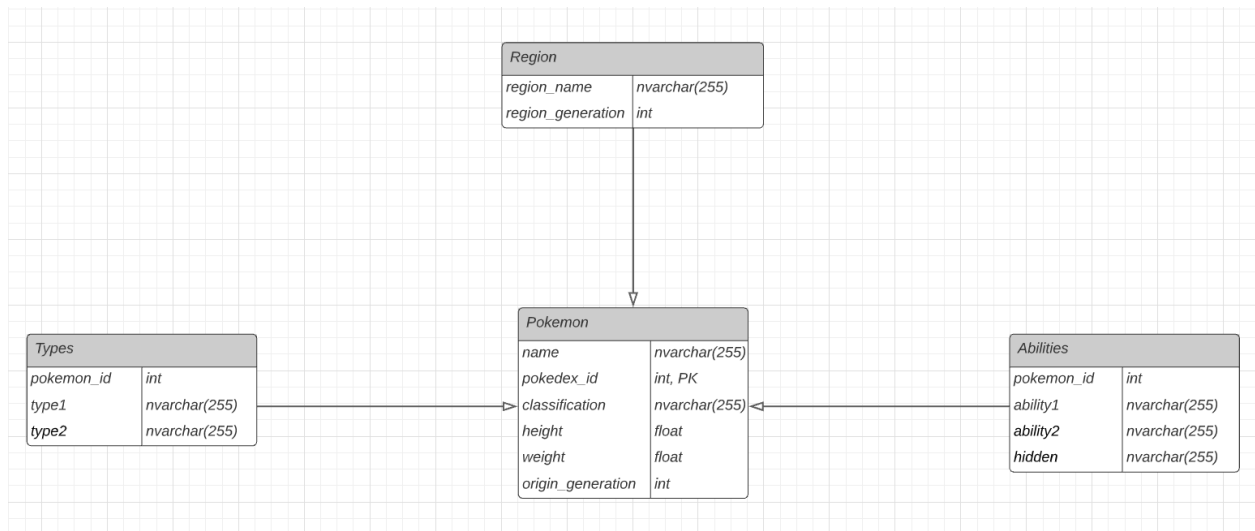 Region
region_name nvarchar(255)
region_generation int
Types
pokemon_id int
type1 nvarchar(255)
type2 nvarchar(255)
Pokemon
name nvarchar(255)
pokedex_id int, PK
classification nvarchar(255)
height float
weight float
origin_generation int
Abilities
pokemon_id int
ability1 nvarchar(255)
ability2 nvarchar(255)
hidden nvarchar(255)